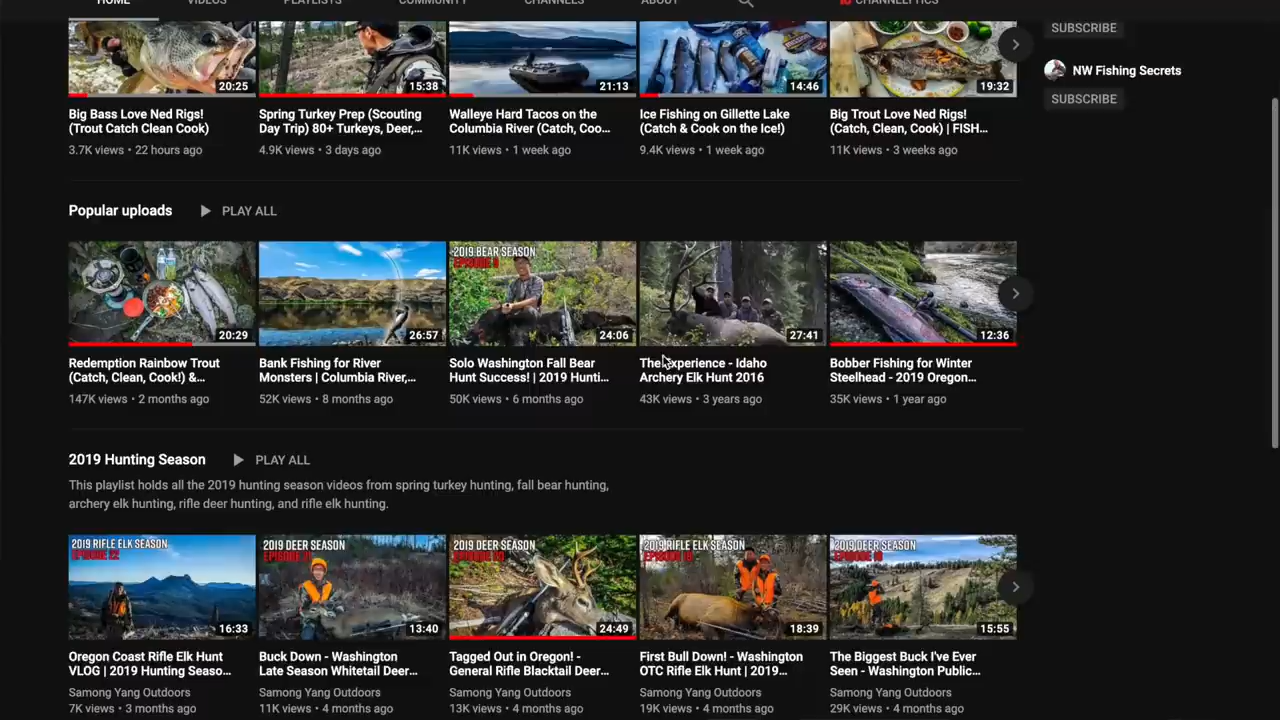 HOME VIDEOS PLAYLISTS COMMUNITY CHANNELS ABOUT CHANNELYTICS
SUBSCRIBE
NW Fishing Secrets
SUBSCRIBE
20:25
15:38
21:13
14:46
19:32
Big Bass Love Ned Rigs!
(Trout Catch Clean Cook)
3.7K views • 22 hours ago
Spring Turkey Prep (Scouting
Day Trip) 80+ Turkeys, Deer,...
4.9K views • 3 days ago
Walleye Hard Tacos on the
Columbia River (Catch, Coo...
11K views • 1 week ago
Ice Fishing on Gillette Lake
(Catch & Cook on the Ice!)
9.4K views • 1 week ago
Big Trout Love Ned Rigs!
(Catch, Clean, Cook) | FISH...
11K views • 3 weeks ago
Popular uploads PLAY ALL
20:29
26:57
2019 BEAR SEASON
24:06
27:41
12:36
Redemption Rainbow Trout
(Catch, Clean, Cook!) &...
147K views • 2 months ago
Bank Fishing for River
Monsters | Columbia River,...
52K views • 8 months ago
Solo Washington Fall Bear
Hunt Success! | 2019 Hunti...
50K views • 6 months ago
The Experience - Idaho
Archery Elk Hunt 2016
43K views • 3 years ago
Bobber Fishing for Winter
Steelhead - 2019 Oregon...
35K views • 1 year ago
2019 Hunting Season PLAY ALL
This playlist holds all the 2019 hunting season videos from spring turkey hunting, fall bear hunting,
archery elk hunting, rifle deer hunting, and rifle elk hunting.
2019 RIFLE ELK SEASON
EPISODE 22
16:33
2019 DEER SEASON
13:40
2019 DEER SEASON
24:49
2019 RIFLE ELK SEASON
18:39
2019 DEER SEASON
15:55
Oregon Coast Rifle Elk Hunt
VLOG | 2019 Hunting Seaso...
Samong Yang Outdoors
7K views • 3 months ago
Buck Down - Washington
Late Season Whitetail Deer...
Samong Yang Outdoors
11K views • 4 months ago
Tagged Out in Oregon! -
General Rifle Blacktail Deer...
Samong Yang Outdoors
13K views • 4 months ago
First Bull Down! - Washington
OTC Rifle Elk Hunt | 2019...
Samong Yang Outdoors
19K views • 4 months ago
The Biggest Buck I've Ever
Seen - Washington Public...
Samong Yang Outdoors
29K views • 4 months ago